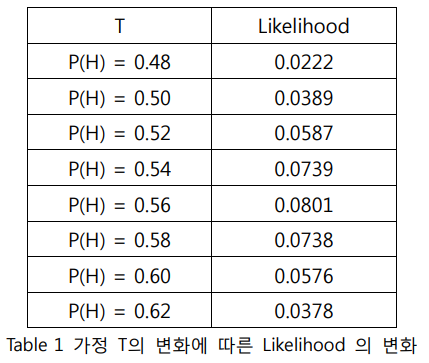 T Likelihood
P(H) = 0.48 0.0222
P(H) = 0.50 0.0389
P(H) = 0.52 0.0587
P(H) = 0.54 0.0739
P(H) = 0.56 0.0801
P(H) = 0.58 0.0738
P(H) = 0.60 0.0576
P(H) = 0.62 0.0378
Table 1 가정 T의 변화에 따른 Likelihood 의 변화